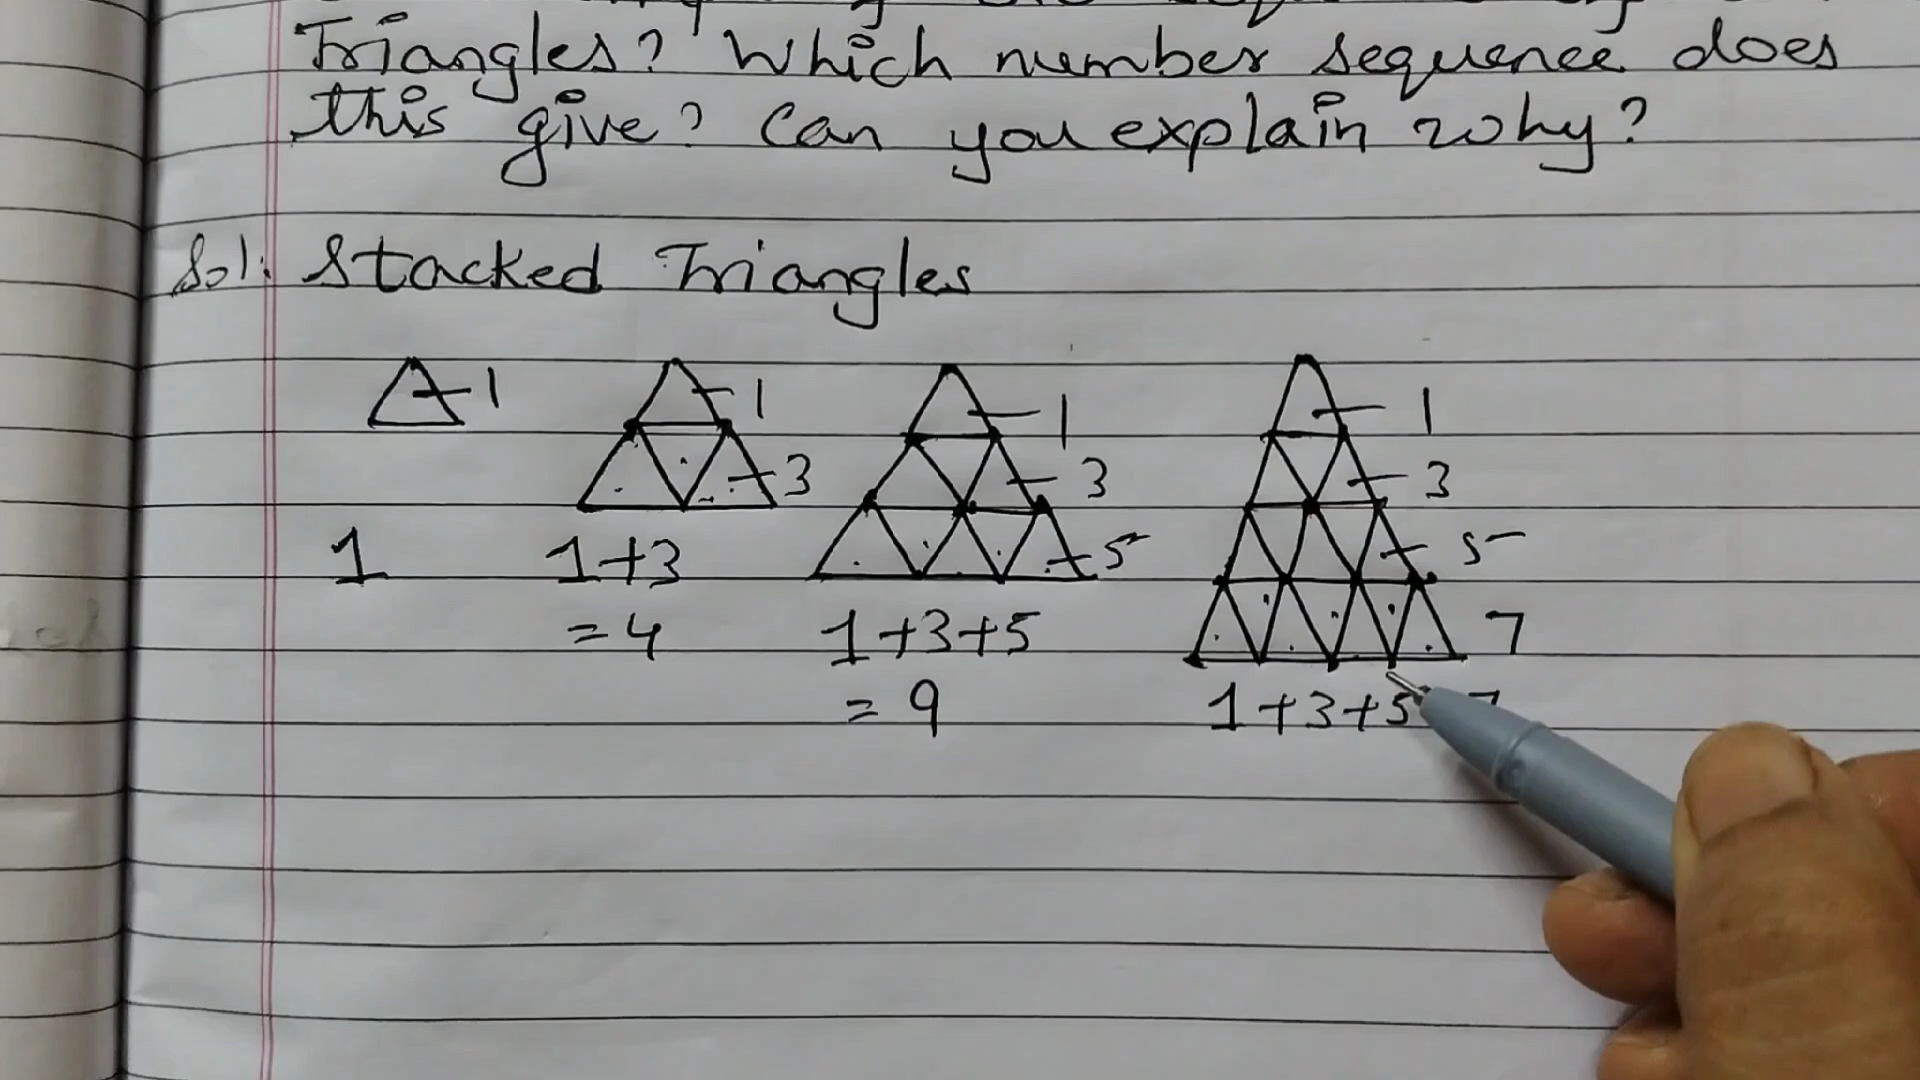 Triangles? Which number sequence does
this give? Can you explain why?
Sol: Stacked Triangles
1 1 1 1
3 3 3
5 5
7
1 1+3 1+3+5 1+3+5
= 4 = 9